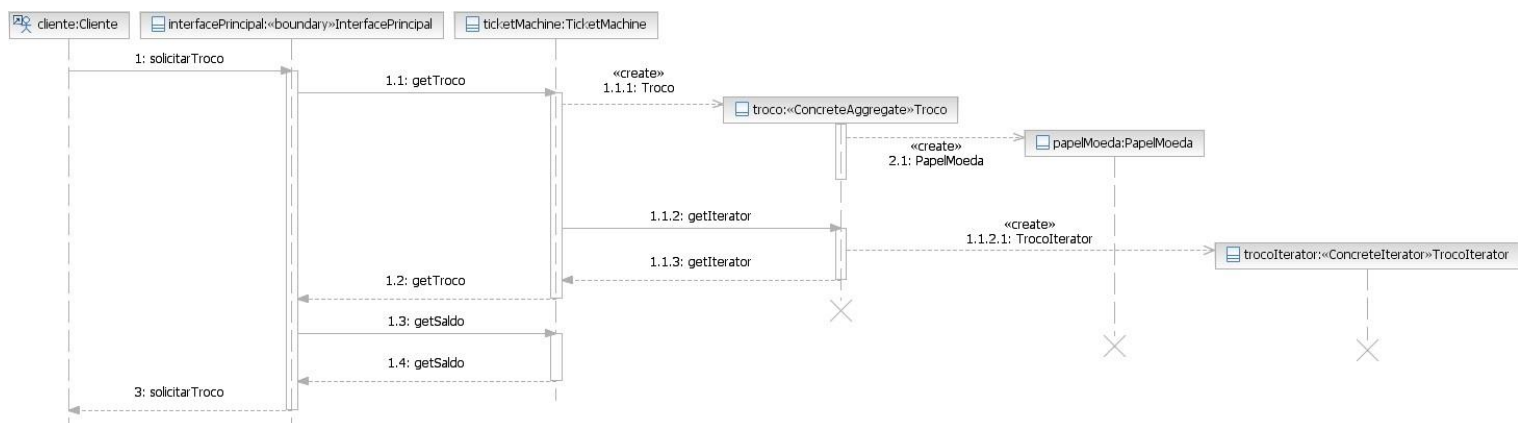 cliente:Cliente
interfacePrincipal:«boundary»InterfacePrincipal
ticketMachine:TicketMachine
1: solicitarTroco
1.1: getTroco
«create»
1.1.1: Troco
troco:«ConcreteAggregate»Troco
«create»
2.1: PapelMoeda
papelMoeda:PapelMoeda
1.1.2: getIterator
«create»
1.1.2.1: TrocoIterator
trocoIterator:«ConcreteIterator»TrocoIterator
1.1.3: getIterator
1.2: getTroco
1.3: getSaldo
1.4: getSaldo
3: solicitarTroco